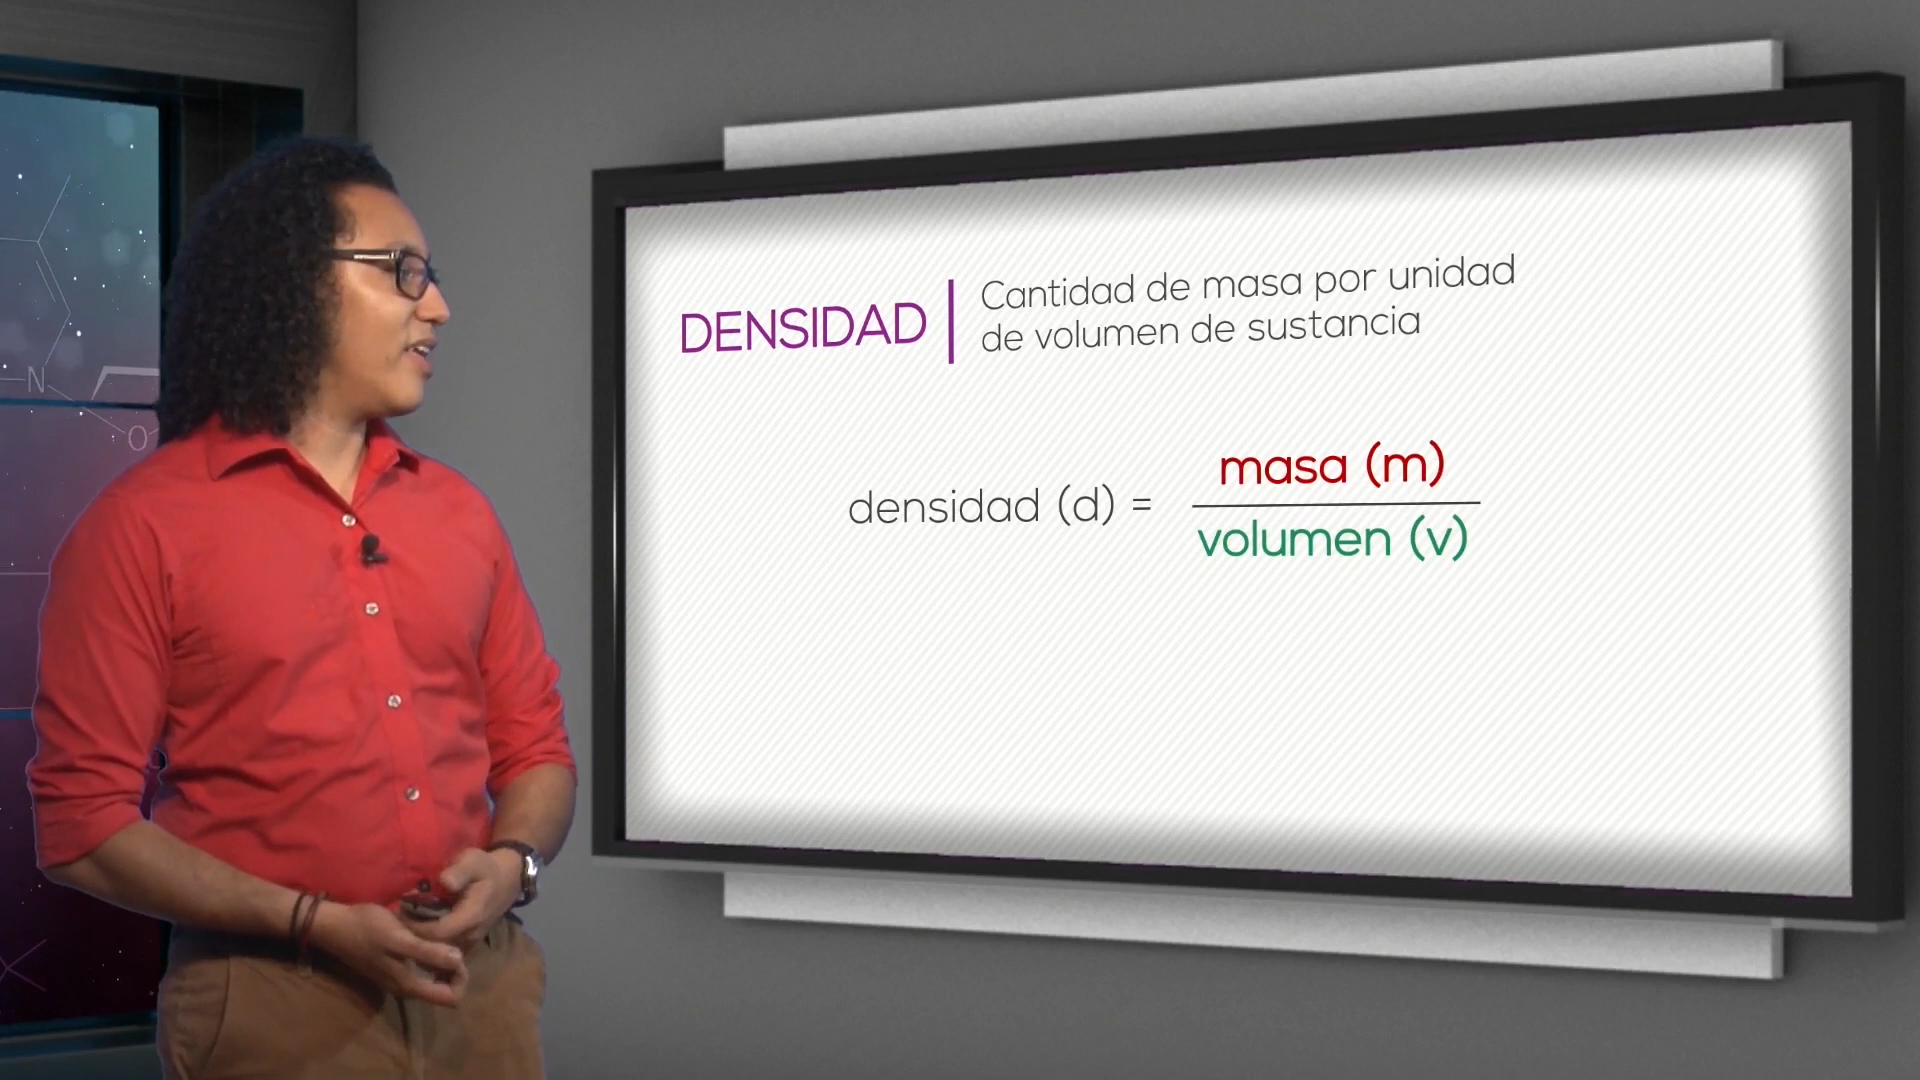 DENSIDAD
Cantidad de masa por unidad
de volumen de sustancia
densidad (d) =
masa (m)
volumen (v)
N
O